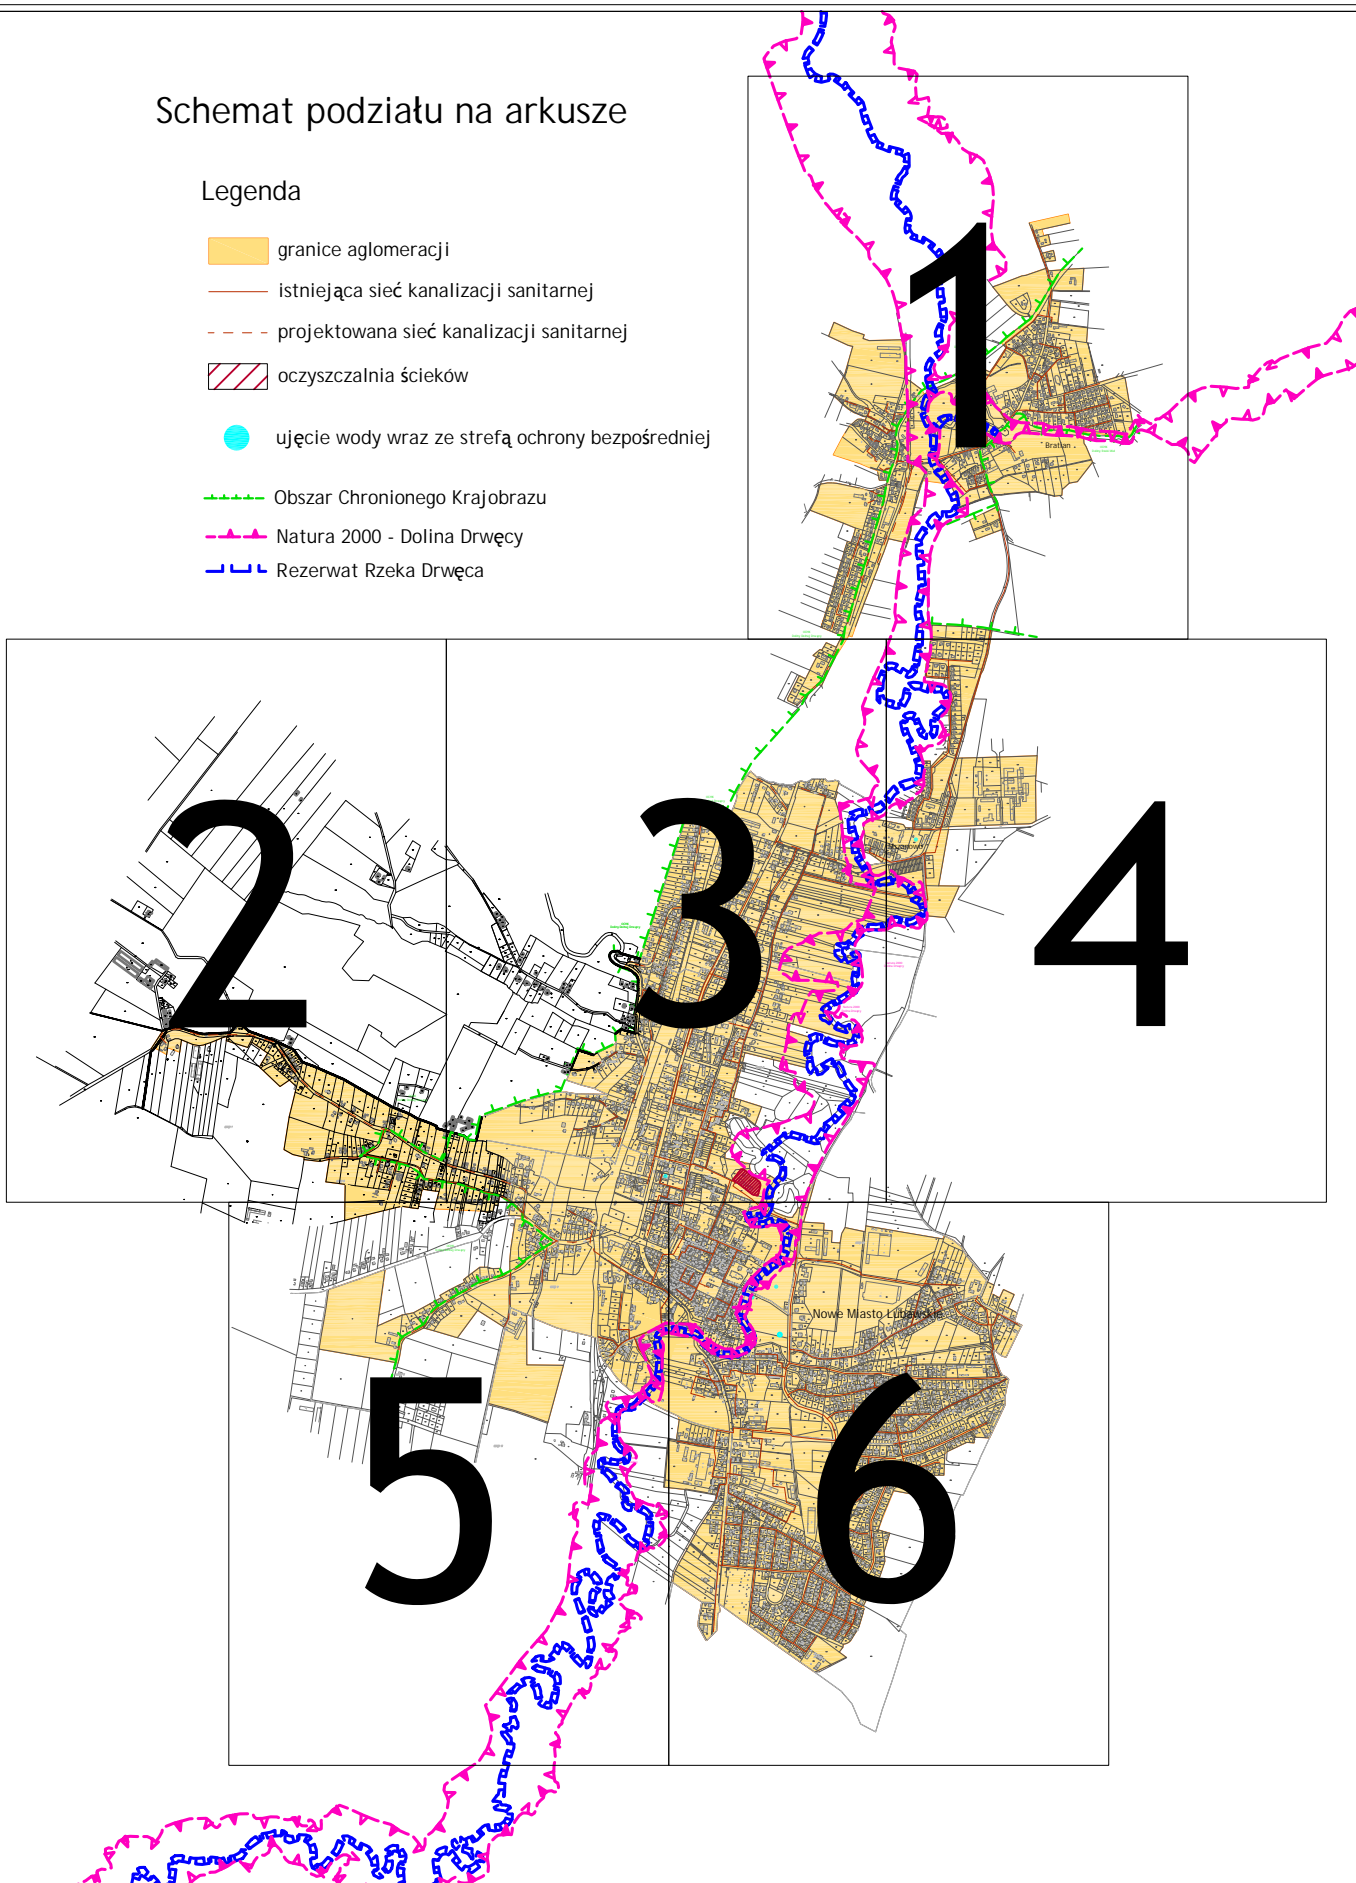 Schemat podziału na arkusze
Legenda
granice aglomeracji
istniejąca sieć kanalizacji sanitarnej
projektowana sieć kanalizacji sanitarnej
oczyszczalnia ścieków
ujęcie wody wraz ze strefą ochrony bezpośredniej
Obszar Chronionego Krajobrazu
Natura 2000 - Dolina Drwęcy
Rezerwat Rzeka Drwęca
1
Bratian
2
3
4
Nowe Miasto Lubawskie
5
6